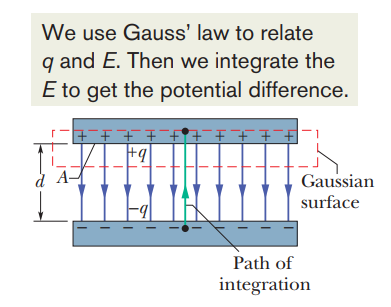 We use Gauss' law to relate
q and E. Then we integrate the
E to get the potential difference.
+ + + + + + + + + +
+q
d
A
Gaussian
surface
–q
– – – – – – – – – –
Path of
integration